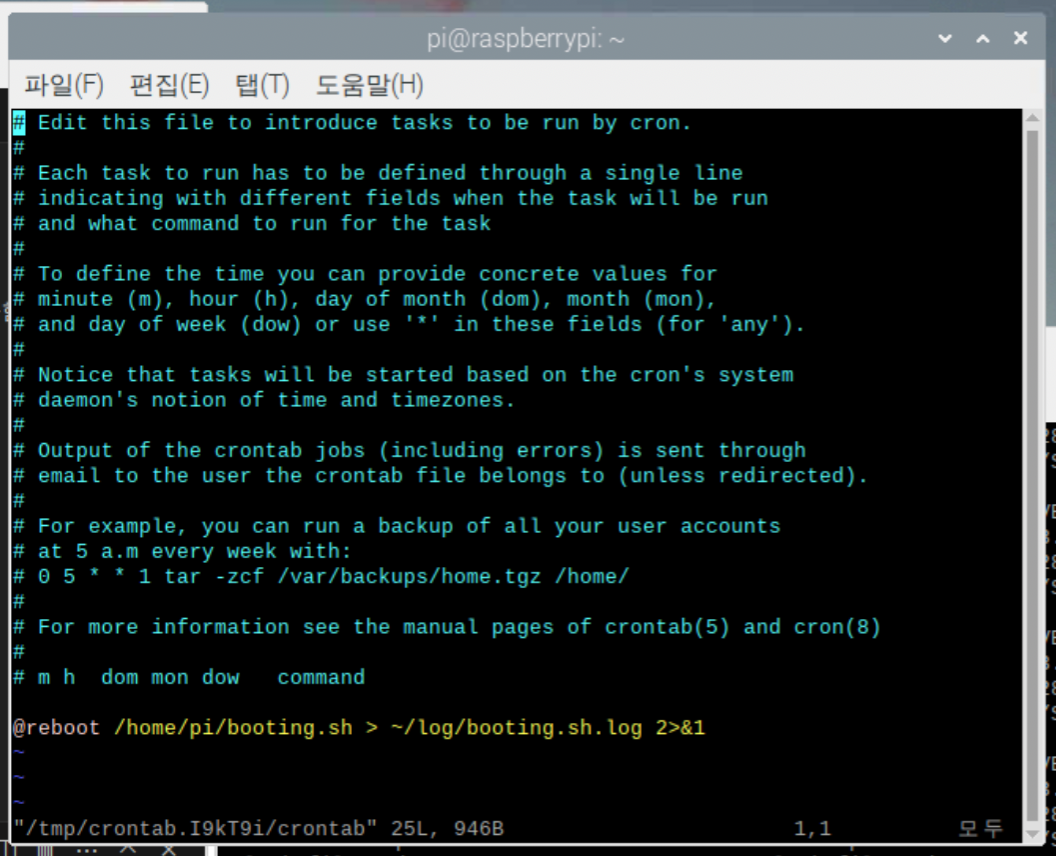 pi@raspberrypi: ~
파일(F) 편집(E) 탭(T) 도움말(H)
# Edit this file to introduce tasks to be run by cron.
#
# Each task to run has to be defined through a single line
# indicating with different fields when the task will be run
# and what command to run for the task
#
# To define the time you can provide concrete values for
# minute (m), hour (h), day of month (dom), month (mon),
# and day of week (dow) or use '*' in these fields (for 'any').
#
# Notice that tasks will be started based on the cron's system
# daemon's notion of time and timezones.
#
# Output of the crontab jobs (including errors) is sent through
# email to the user the crontab file belongs to (unless redirected).
#
# For example, you can run a backup of all your user accounts
# at 5 a.m every week with:
# 0 5 * * 1 tar -zcf /var/backups/home.tgz /home/
#
# For more information see the manual pages of crontab(5) and cron(8)
#
# m h  dom mon dow   command
@reboot /home/pi/booting.sh > ~/log/booting.sh.log 2>&1
~
~
~
"/tmp/crontab.I9kT9i/crontab" 25L, 946B 1,1 모두